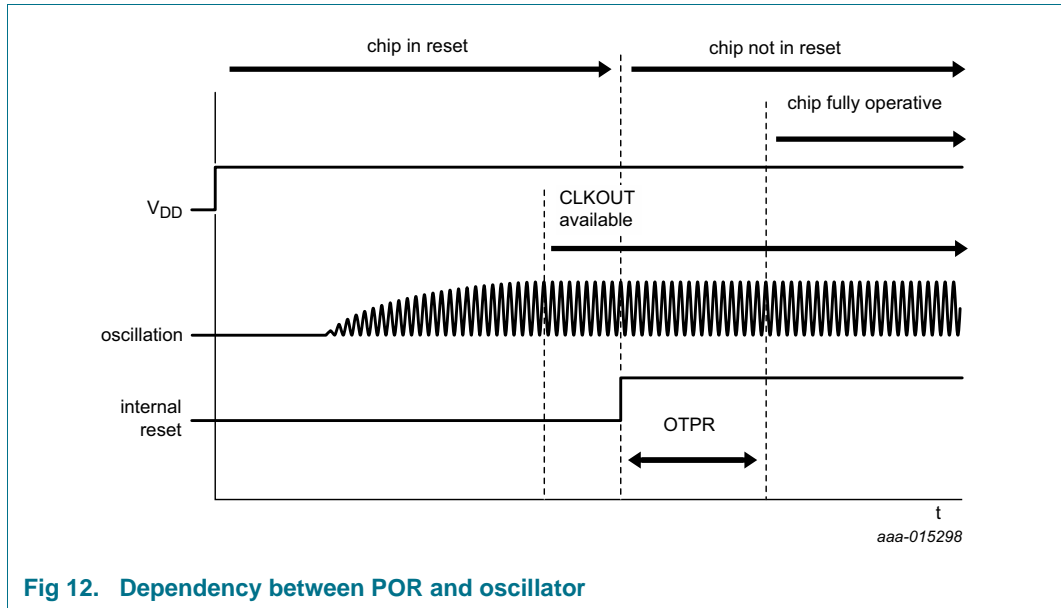 chip in reset
chip not in reset
chip fully operative
VDD
CLKOUT
available
oscillation
internal
reset
OTPR
t
aaa-015298
Fig 12. Dependency between POR and oscillator